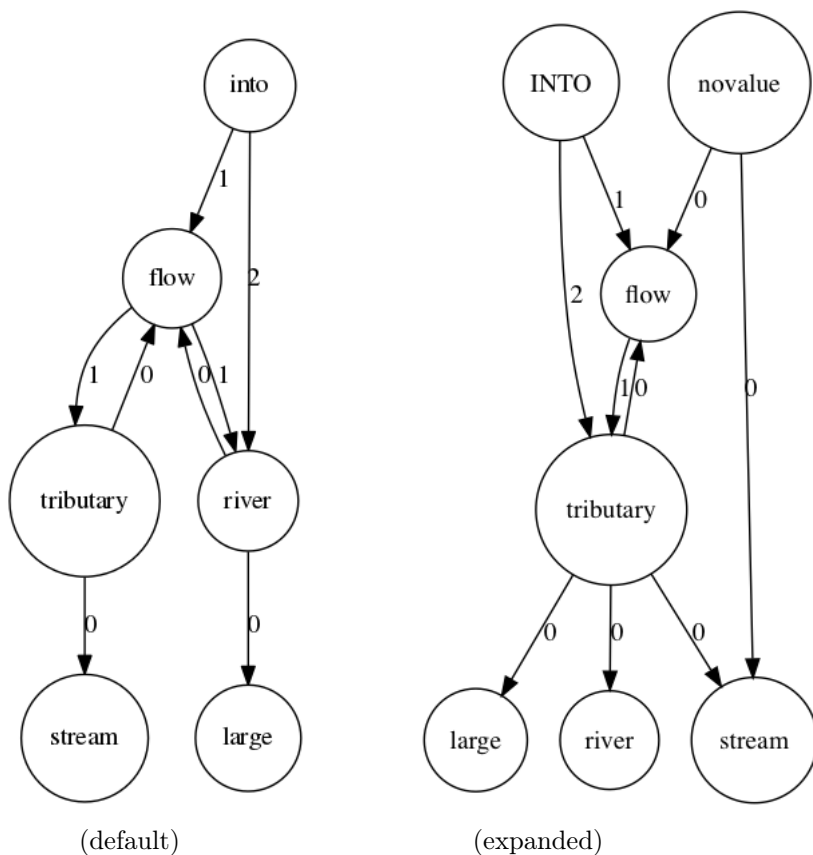 into
INTO
novalue
1
1
0
flow
2
flow
2
1
0
0
1
1
0
0
tributary
river
tributary
0
0
0
0
0
stream
large
large
river
stream
(default)
(expanded)